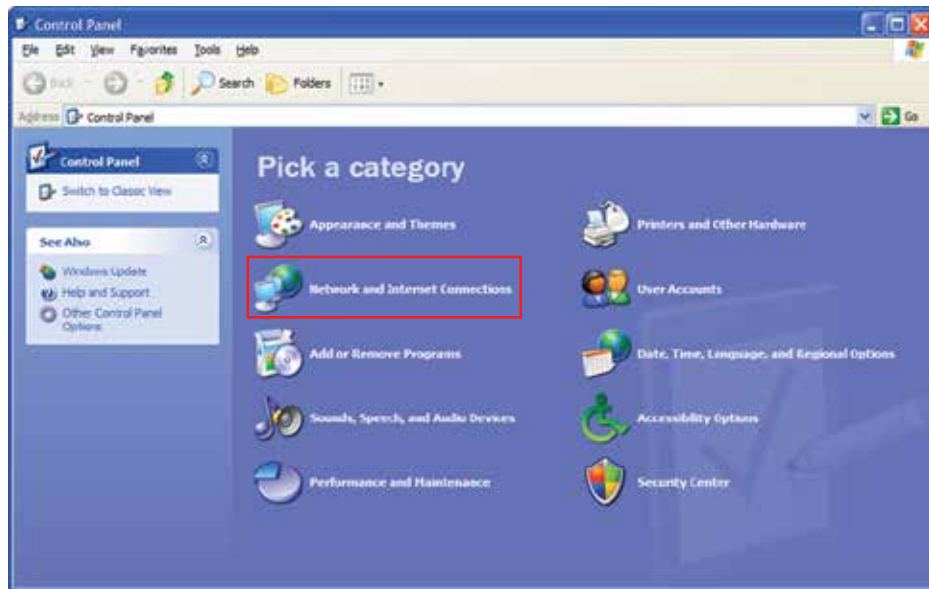 Control Panel
File Edit View Favorites Tools Help
Back Search Folders
Address Control Panel Go
Control Panel
Switch to Classic View
See Also
Windows Update
Help and Support
Other Control Panel
Options
Pick a category
Appearance and Themes
Printers and Other Hardware
Network and Internet Connections
User Accounts
Add or Remove Programs
Date, Time, Language, and Regional Options
Sounds, Speech, and Audio Devices
Accessibility Options
Performance and Maintenance
Security Center